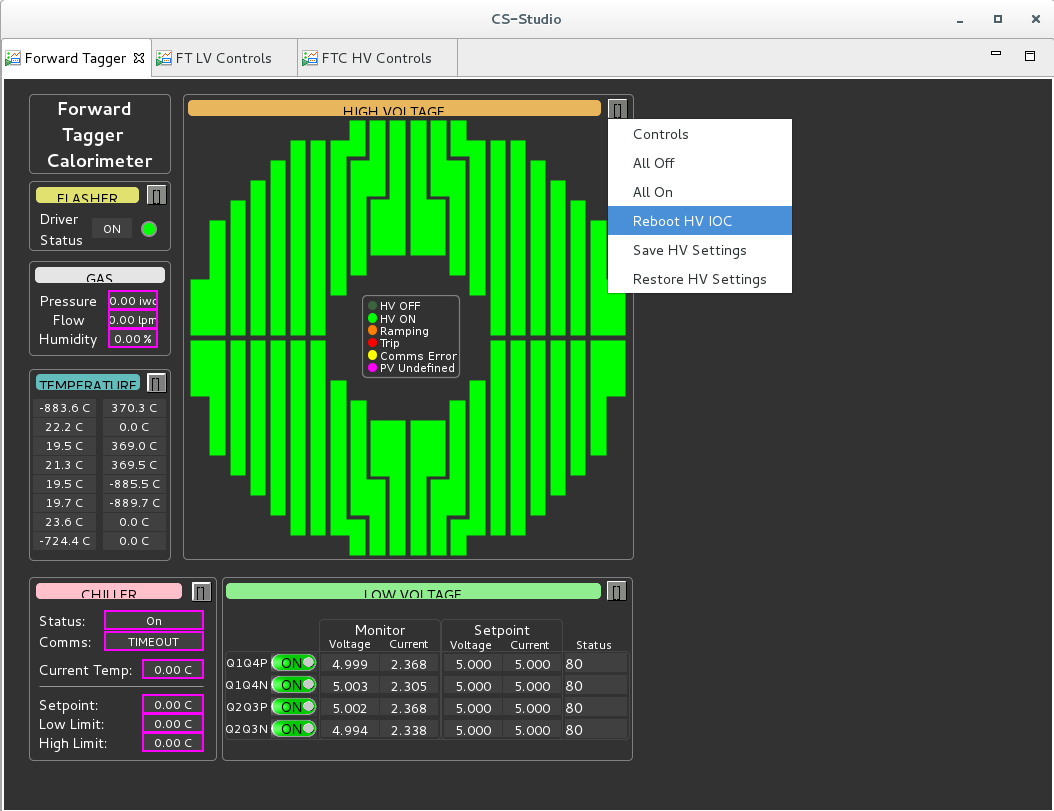 CS-Studio
Forward Tagger
FT LV Controls
FTC HV Controls
Forward
Tagger
Calorimeter
FLASHER
Driver
Status
ON
GAS
Pressure 0.00 iwc
Flow 0.00 lpm
Humidity 0.00 %
TEMPERATURE
-883.6 C 370.3 C
22.2 C 0.0 C
19.5 C 369.0 C
21.3 C 369.5 C
19.5 C -885.5 C
19.7 C -889.7 C
23.6 C 0.0 C
-724.4 C 0.0 C
HIGH VOLTAGE
HV OFF
HV ON
Ramping
Trip
Comms Error
PV Undefined
Controls
All Off
All On
Reboot HV IOC
Save HV Settings
Restore HV Settings
CHILLER
Status: On
Comms: TIMEOUT
Current Temp: 0.00 C
Setpoint: 0.00 C
Low Limit: 0.00 C
High Limit: 0.00 C
LOW VOLTAGE
Monitor Setpoint
Voltage Current Voltage Current Status
Q1Q4P ON 4.999 2.368 5.000 5.000 80
Q1Q4N ON 5.003 2.305 5.000 5.000 80
Q2Q3P ON 5.002 2.368 5.000 5.000 80
Q2Q3N ON 4.994 2.338 5.000 5.000 80